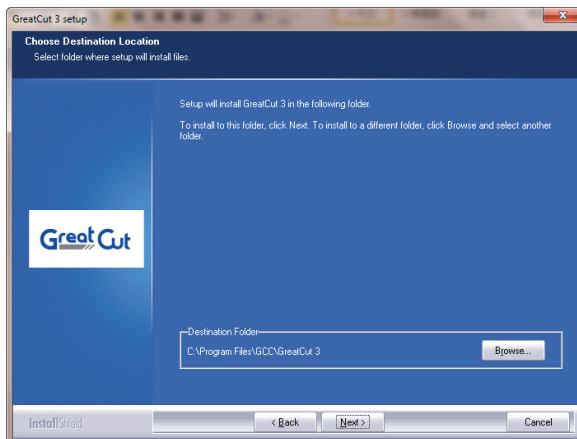 GreatCut 3 setup
Choose Destination Location
Select folder where setup will install files.
Setup will install GreatCut 3 in the following folder.
To install to this folder, click Next. To install to a different folder, click Browse and select another
folder.
Great Cut
Destination Folder
C:\Program Files\GCC\GreatCut 3
Browse...
InstallShield
< Back
Next >
Cancel